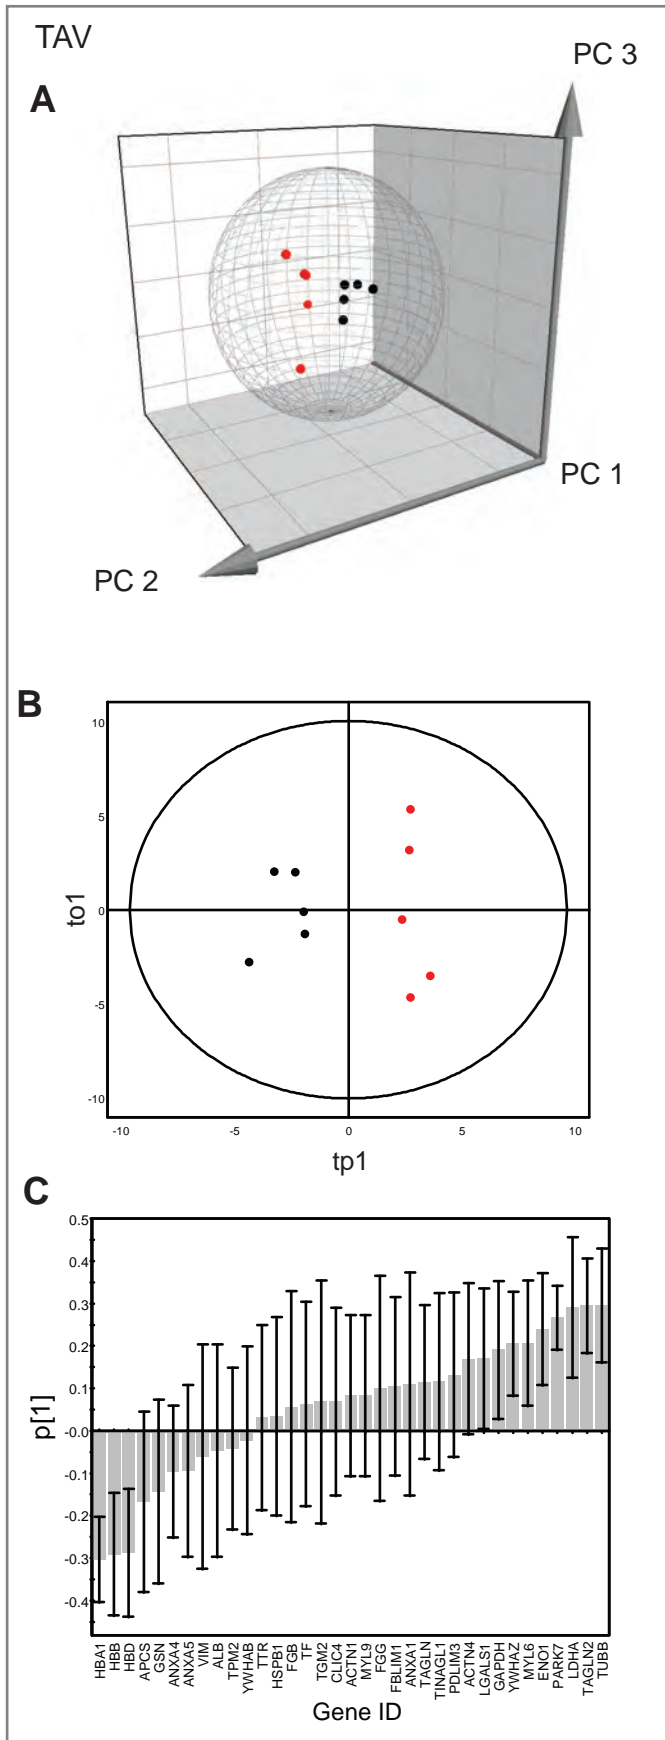 TAV
A
PC 3
PC 1
PC 2
B
10
5
0
-5
-10
to1
-10 -5 0 5 10
tp1
C
0.5
0.4
0.3
0.2
0.1
-0.0
-0.1
-0.2
-0.3
-0.4
p[1]
HBA1
HBB
HBD
APCS
GSN
ANXA4
ANXA5
VIM
ALB
TPM2
YWHAB
TTR
HSPB1
FGB
TF
TGM2
CLIC4
ACTN1
MYL9
FGG
FBLIM1
ANXA1
TAGLN
TINAGL1
PDLIM3
ACTN4
LGALS1
GAPDH
YWHAZ
MYL6
ENO1
PARK7
LDHA
TAGLN2
TUBB
Gene ID